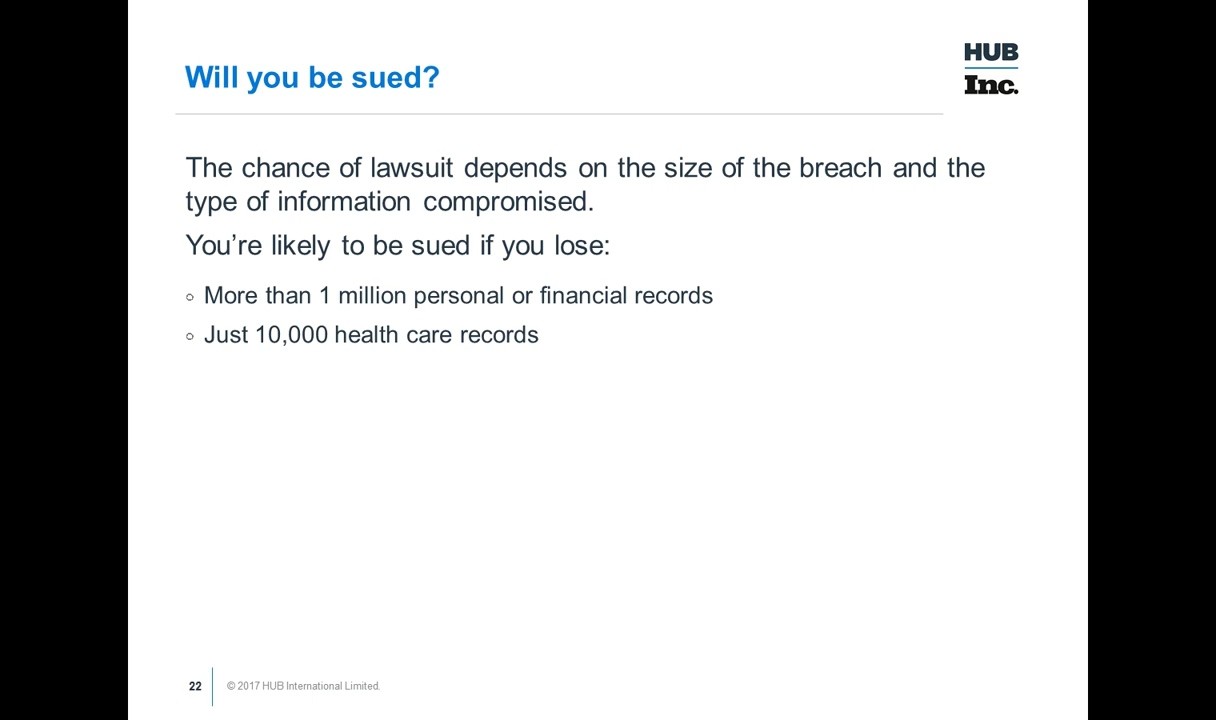 Will you be sued?
HUB
Inc.
The chance of lawsuit depends on the size of the breach and the
type of information compromised.
You’re likely to be sued if you lose:
○ More than 1 million personal or financial records
○ Just 10,000 health care records
22
© 2017 HUB International Limited.